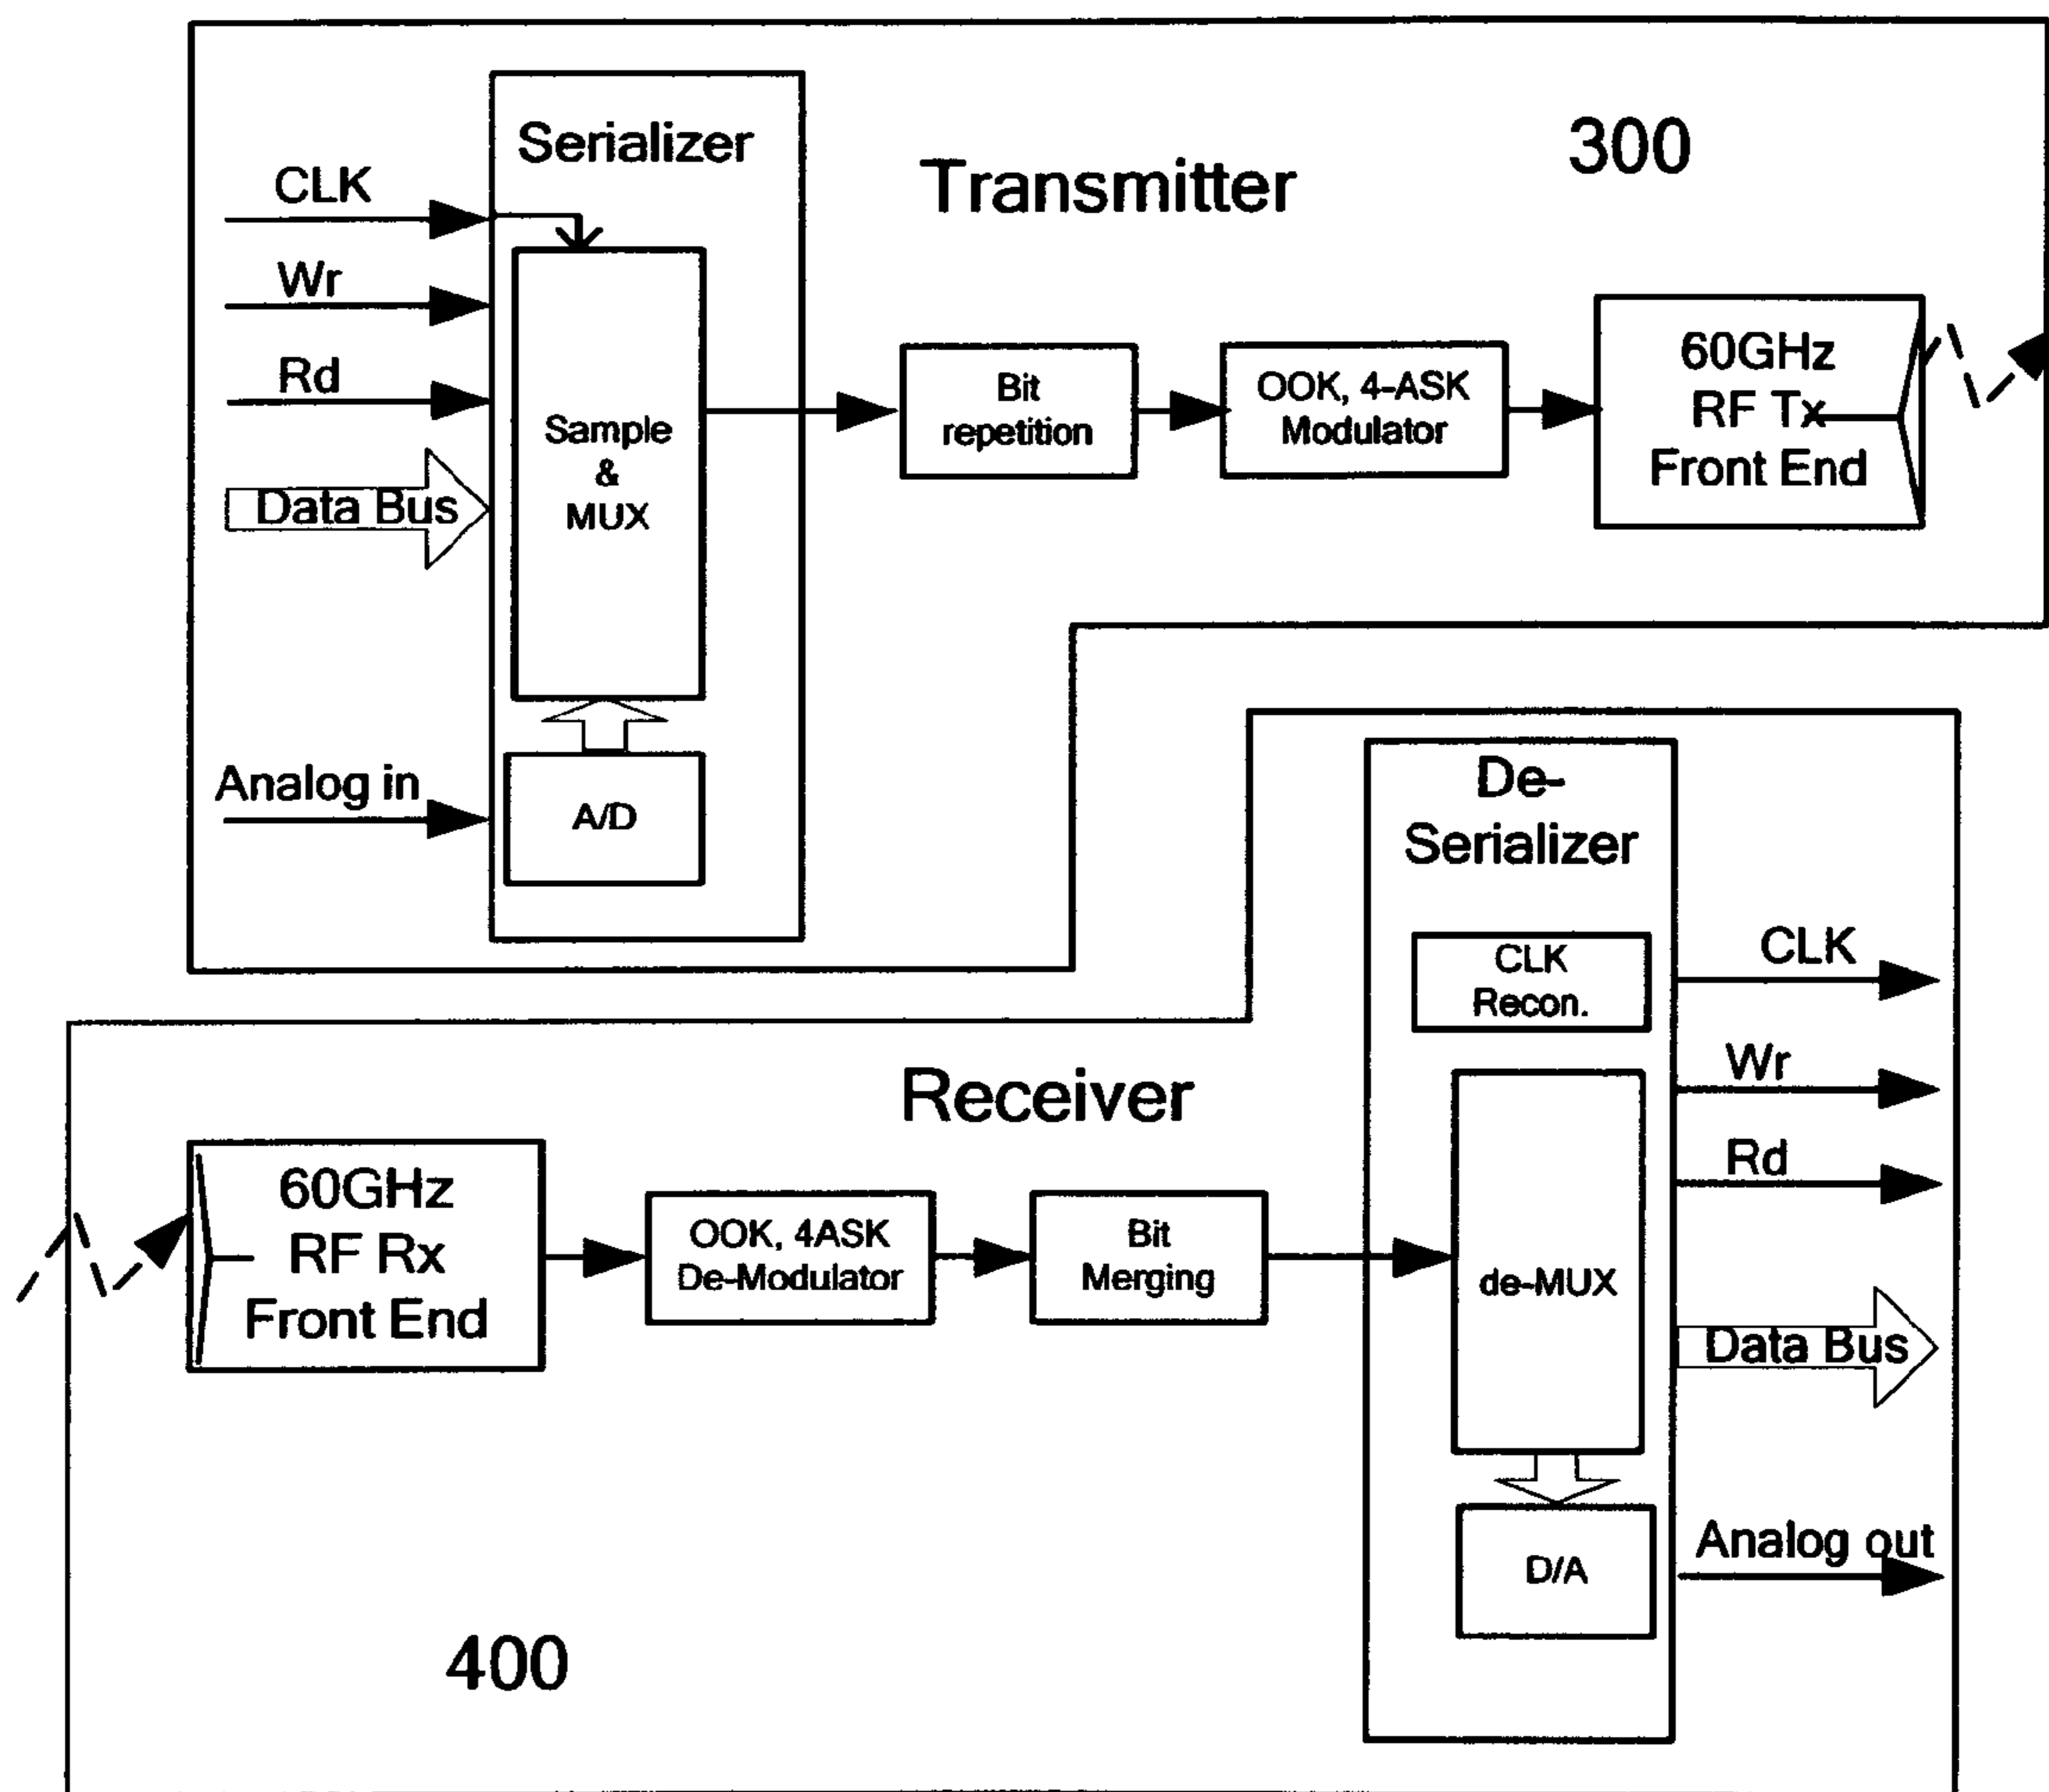 Serializer
Transmitter
300
CLK
Wr
Rd
Data Bus
Analog in
Sample
&
MUX
A/D
Bit
repetition
OOK, 4-ASK
Modulator
60GHz
RF Tx
Front End
De-
Serializer
CLK
Recon.
Receiver
60GHz
RF Rx
Front End
OOK, 4ASK
De-Modulator
Bit
Merging
de-MUX
D/A
CLK
Wr
Rd
Data Bus
Analog out
400